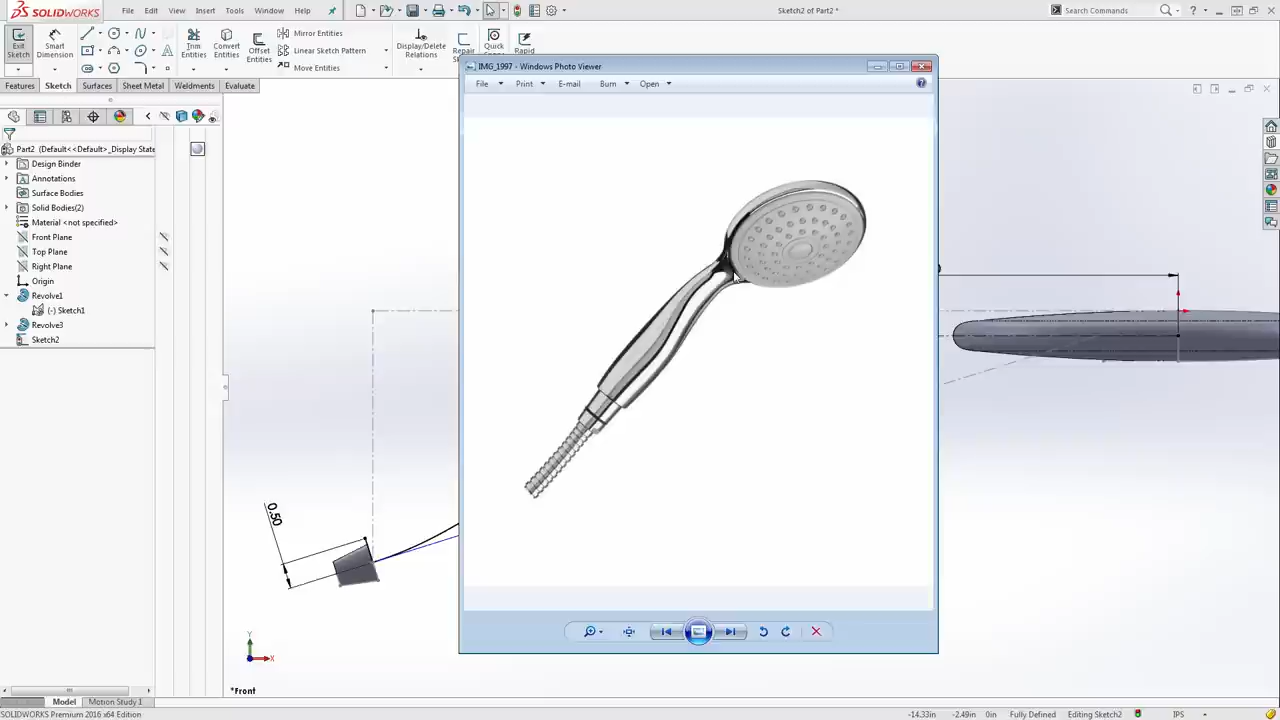 SOLIDWORKS
File Edit View Insert Tools Window Help
Sketch2 of Part2 *
Search Commands
Exit Sketch
Smart Dimension
Trim Entities
Convert Entities
Offset Entities
Mirror Entities
Linear Sketch Pattern
Move Entities
Display/Delete Relations
Repair
Quick
Rapid
Features Sketch Surfaces Sheet Metal Weldments Evaluate
IMG_1997 - Windows Photo Viewer
File Print E-mail Burn Open
Part2 (Default<<Default>_Display State
Design Binder
Annotations
Surface Bodies
Solid Bodies(2)
Material <not specified>
Front Plane
Top Plane
Right Plane
Origin
Revolve1
(-) Sketch1
Revolve3
Sketch2
0.50
Y
X
*Front
Model Motion Study 1
SOLIDWORKS Premium 2016 x64 Edition
-14.33in -2.49in 0in Fully Defined Editing Sketch2 IPS